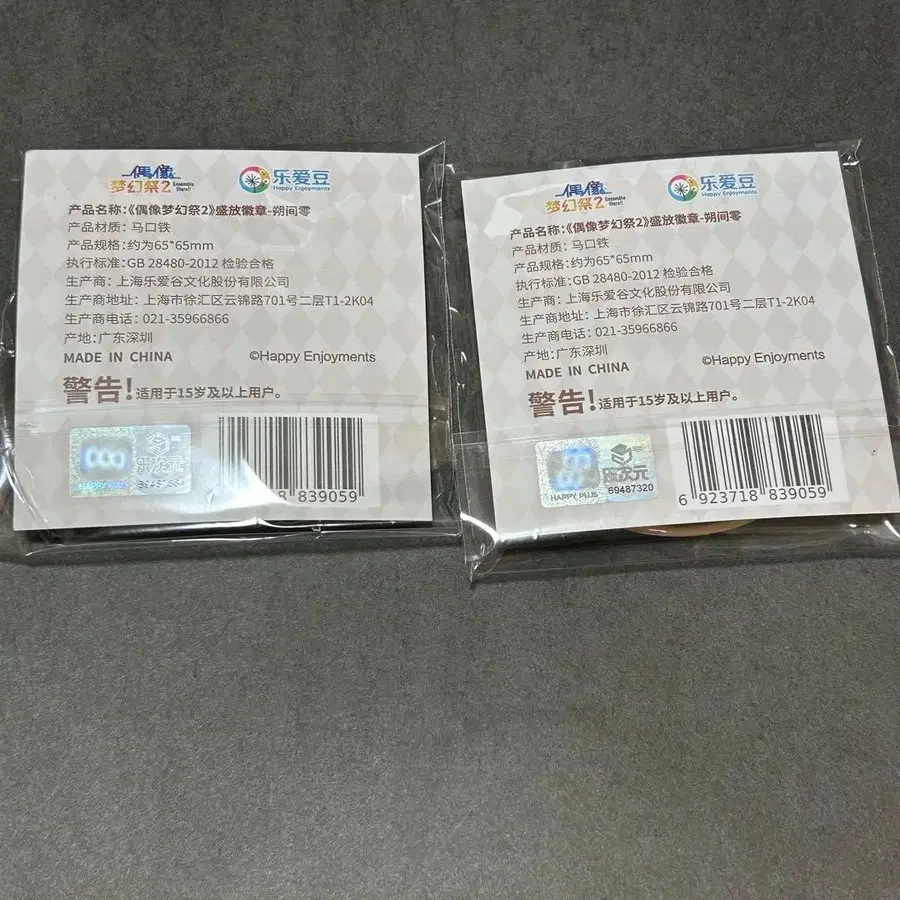 偶像
梦幻祭2 Ensemble Stars!!
乐爱豆
Happy Enjoyments
产品名称:《偶像梦幻祭2》盛放徽章-朔间零
产品材质: 马口铁
产品规格: 约为65*65mm
执行标准: GB 28480-2012 检验合格
生产商: 上海乐爱谷文化股份有限公司
生产商地址: 上海市徐汇区云锦路701号二层T1-2K04
生产商电话: 021-35966866
产地: 广东深圳
MADE IN CHINA ©Happy Enjoyments
警告! 适用于15岁及以上用户。
HAPPY PLUS
8 839059
偶像
梦幻祭2 Ensemble Stars!!
乐爱豆
Happy Enjoyments
产品名称:《偶像梦幻祭2》盛放徽章-朔间零
产品材质: 马口铁
产品规格: 约为65*65mm
执行标准: GB 28480-2012 检验合格
生产商: 上海乐爱谷文化股份有限公司
生产商地址: 上海市徐汇区云锦路701号二层T1-2K04
生产商电话: 021-35966866
产地: 广东深圳
MADE IN CHINA ©Happy Enjoyments
警告! 适用于15岁及以上用户。
HAPPY PLUS
69487320
6 923718 839059